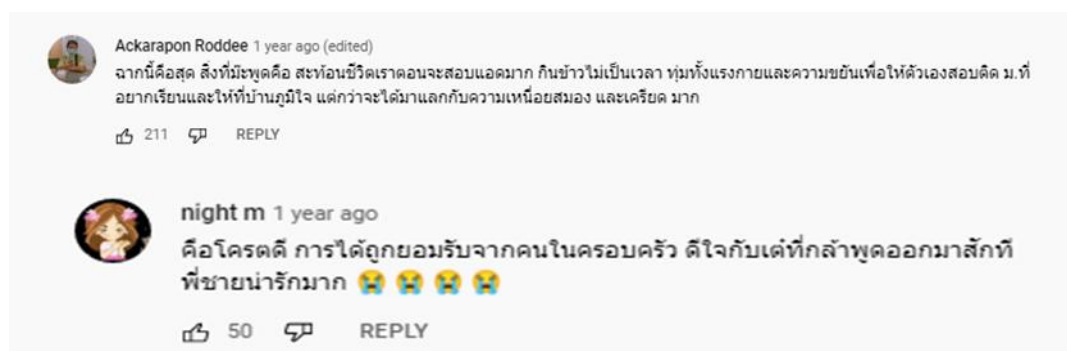 Ackarapon Roddee 1 year ago (edited)
ฉากนี้คือสุด สิ่งที่ม๊ะพูดคือ สะท้อนชีวิตเราตอนจะสอบแอดมาก กินข้าวไม่เป็นเวลา ทุ่มทั้งแรงกายและความขยันเพื่อให้ตัวเองสอบติด ม.ที่
อยากเรียนและให้ที่บ้านภูมิใจ แต่กว่าจะได้มาแลกกับความเหนื่อยสมอง และเครียด มาก
211 REPLY
night m 1 year ago
คือโครตดี การได้ถูกยอมรับจากคนในครอบครัว ดีใจกับเต๋ที่กล้าพูดออกมาสักที
พี่ชายน่ารักมาก 😭 😭 😭 😭
50 REPLY